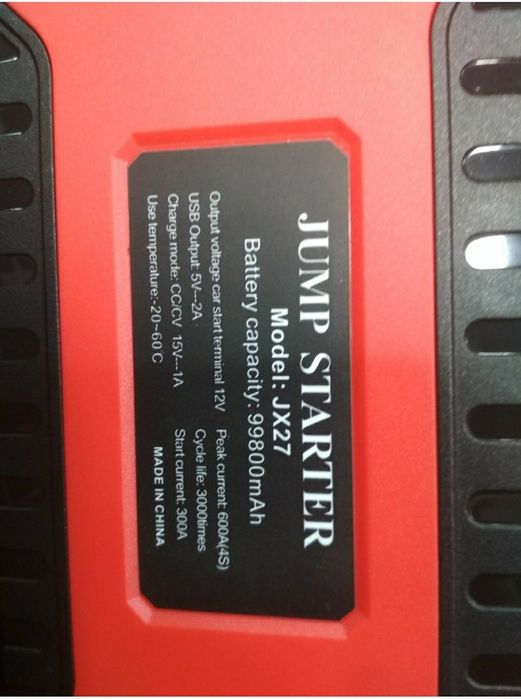 JUMP STARTER
Model: JX27
Battery capacity: 99800mAh
Output voltage car start terminal 12V Peak current: 600A(4S)
USB Output: 5V---2A Cycle life: 3000times
Charge mode: CC/CV 15V---1A Start current: 300A
Use temperature:-20~60°C MADE IN CHINA